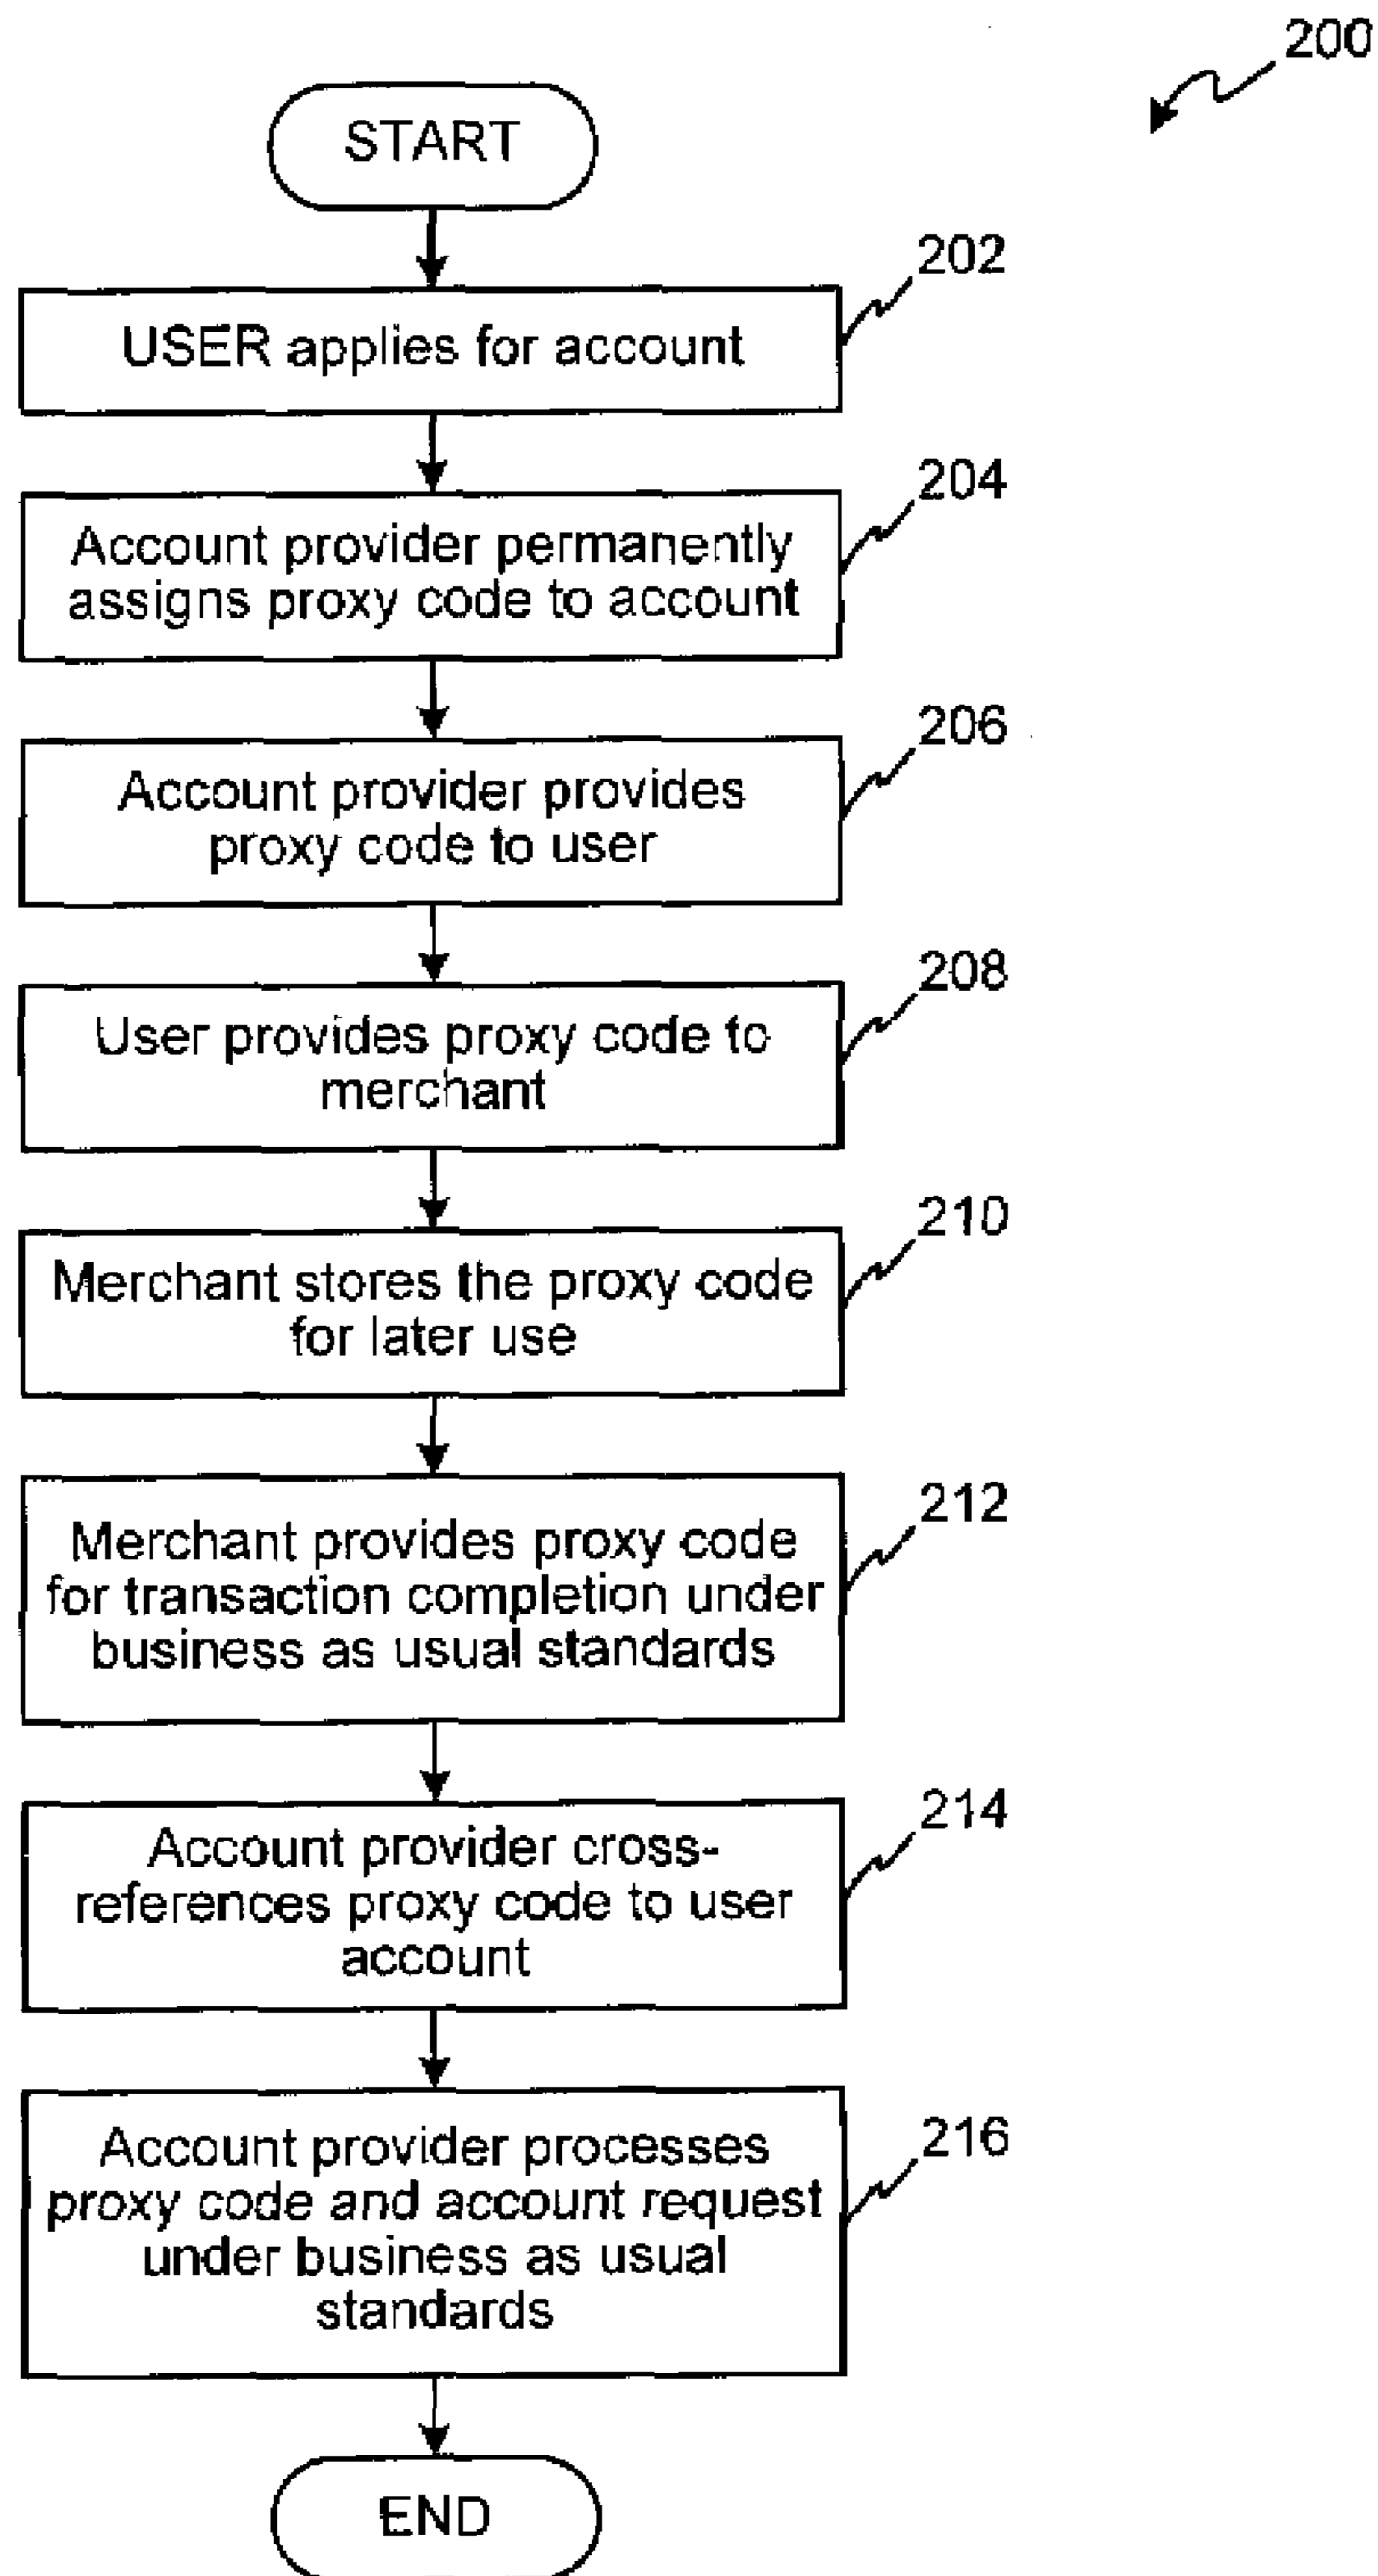 200
START
202
USER applies for account
204
Account provider permanently
assigns proxy code to account
206
Account provider provides
proxy code to user
208
User provides proxy code to
merchant
210
Merchant stores the proxy code
for later use
212
Merchant provides proxy code
for transaction completion under
business as usual standards
214
Account provider cross-
references proxy code to user
account
216
Account provider processes
proxy code and account request
under business as usual
standards
END